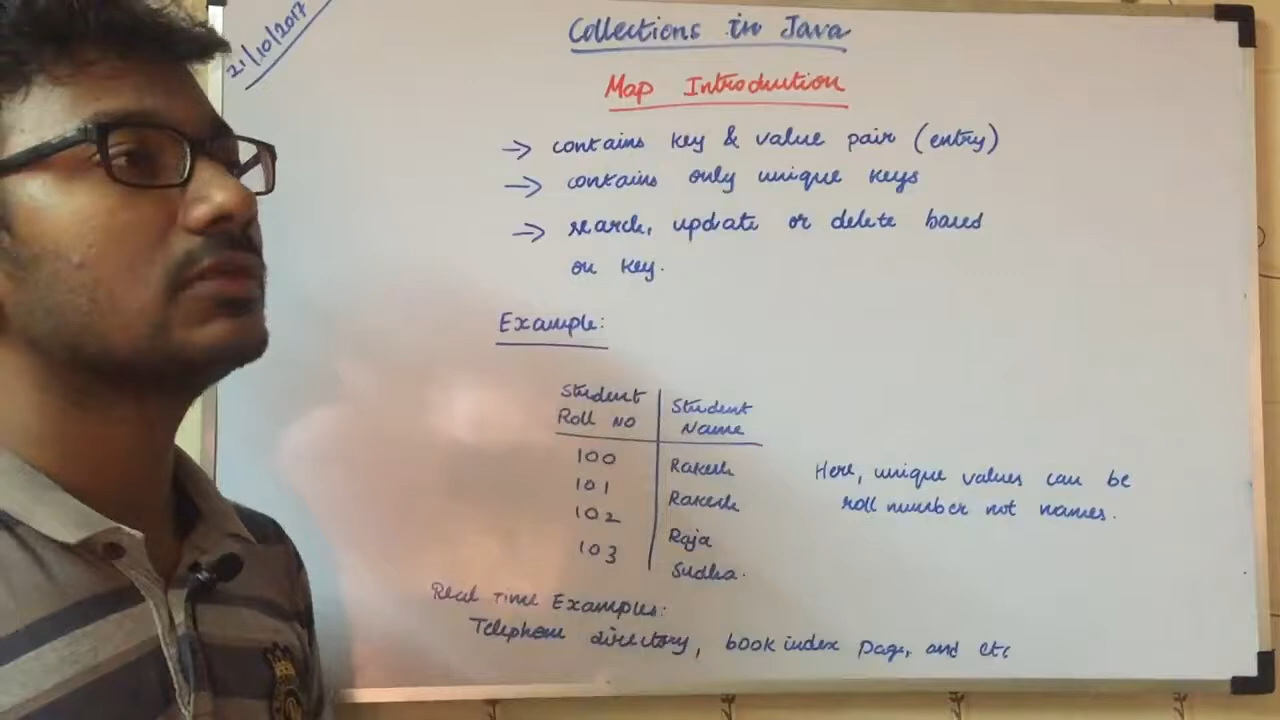 21/10/2017
Collections in Java
Map Introduction
→ contains key & value pair (entry)
→ contains only unique keys
→ search, update or delete based
on key.
Example:
Student Roll NO | Student Name
100 | Rakesh
101 | Rakesh
102 | Raja
103 | Sudha.
Here, unique values can be
roll number not names.
Real Time Examples:
Telephone directory, book index page, and etc